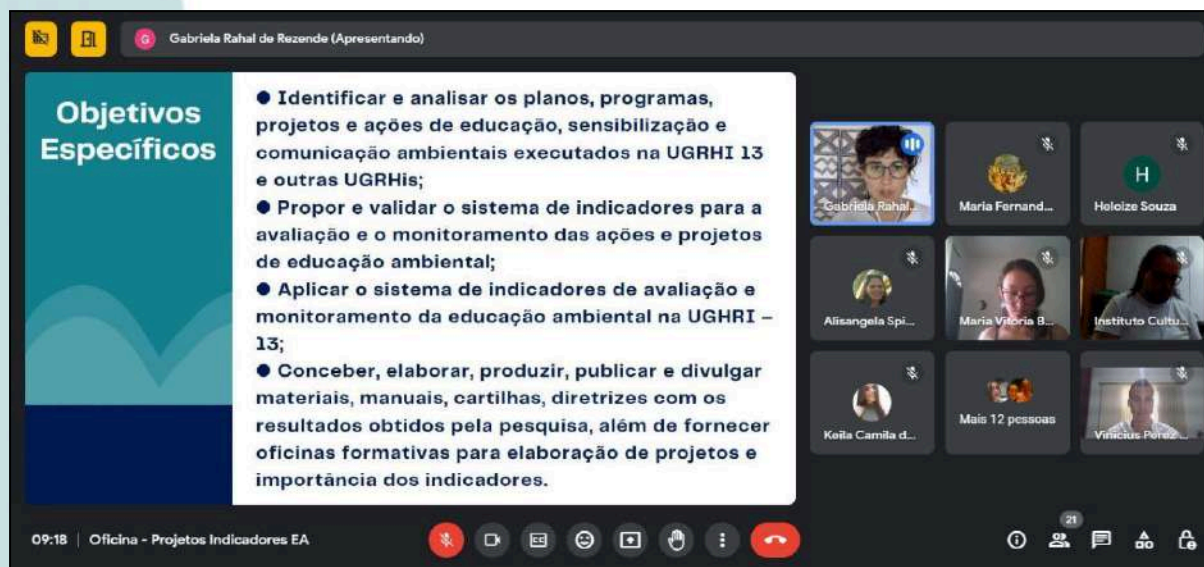 G Gabriela Rahal de Rezende (Apresentando)
Objetivos
Específicos
● Identificar e analisar os planos, programas,
projetos e ações de educação, sensibilização e
comunicação ambientais executados na UGRHI 13
e outras UGRHis;
● Propor e validar o sistema de indicadores para a
avaliação e o monitoramento das ações e projetos
de educação ambiental;
● Aplicar o sistema de indicadores de avaliação e
monitoramento da educação ambiental na UGHRI –
13;
● Conceber, elaborar, produzir, publicar e divulgar
materiais, manuais, cartilhas, diretrizes com os
resultados obtidos pela pesquisa, além de fornecer
oficinas formativas para elaboração de projetos e
importância dos indicadores.
Gabriela Rahal...
Maria Fernand...
H
Heloize Souza
Alisangela Spi...
Maria Vitória B...
Instituto Cultu...
Keila Camila d...
Mais 12 pessoas
Vinicius Perez ...
09:18 | Oficina - Projetos Indicadores EA
CC
21